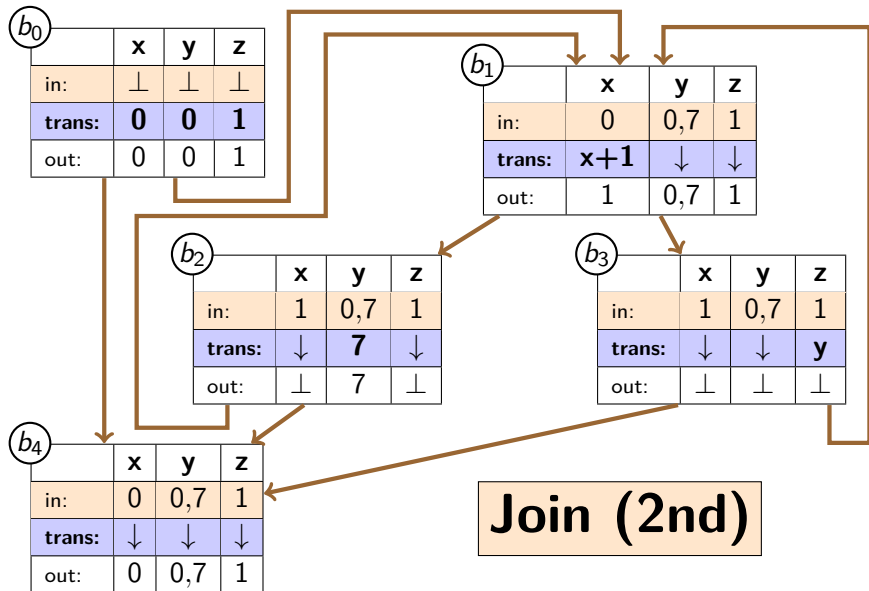 b0
x y z
in: ⊥ ⊥ ⊥
trans: 0 0 1
out: 0 0 1
b1
x y z
in: 0 0,7 1
trans: x+1 ↓ ↓
out: 1 0,7 1
b2
x y z
in: 1 0,7 1
trans: ↓ 7 ↓
out: ⊥ 7 ⊥
b3
x y z
in: 1 0,7 1
trans: ↓ ↓ y
out: ⊥ ⊥ ⊥
b4
x y z
in: 0 0,7 1
trans: ↓ ↓ ↓
out: 0 0,7 1
Join (2nd)